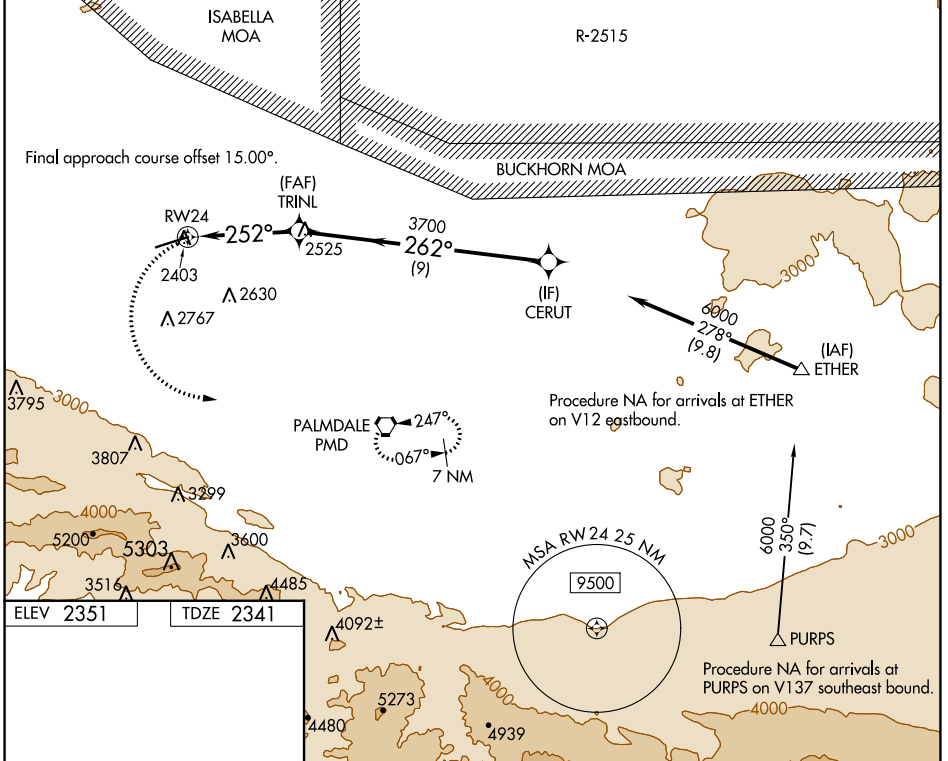 ISABELLA
MOA
R-2515
Final approach course offset 15.00°.
BUCKHORN MOA
(FAF)
TRINL
RW24
252°
2525
3700
262°
(9)
2403
(IF)
CERUT
3000
2630
2767
6000
278°
(9.8)
(IAF)
ETHER
3795
3000
Procedure NA for arrivals at ETHER
on V12 eastbound.
PALMDALE
PMD
247°
067°
7 NM
3807
3299
4000
5200
5303
3600
3516
4485
MSA RW24 25 NM
9500
6000
350°
(9.7)
3000
ELEV 2351
TDZE 2341
4092±
PURPS
Procedure NA for arrivals at
PURPS on V137 southeast bound.
4000
5273
4000
4480
4939